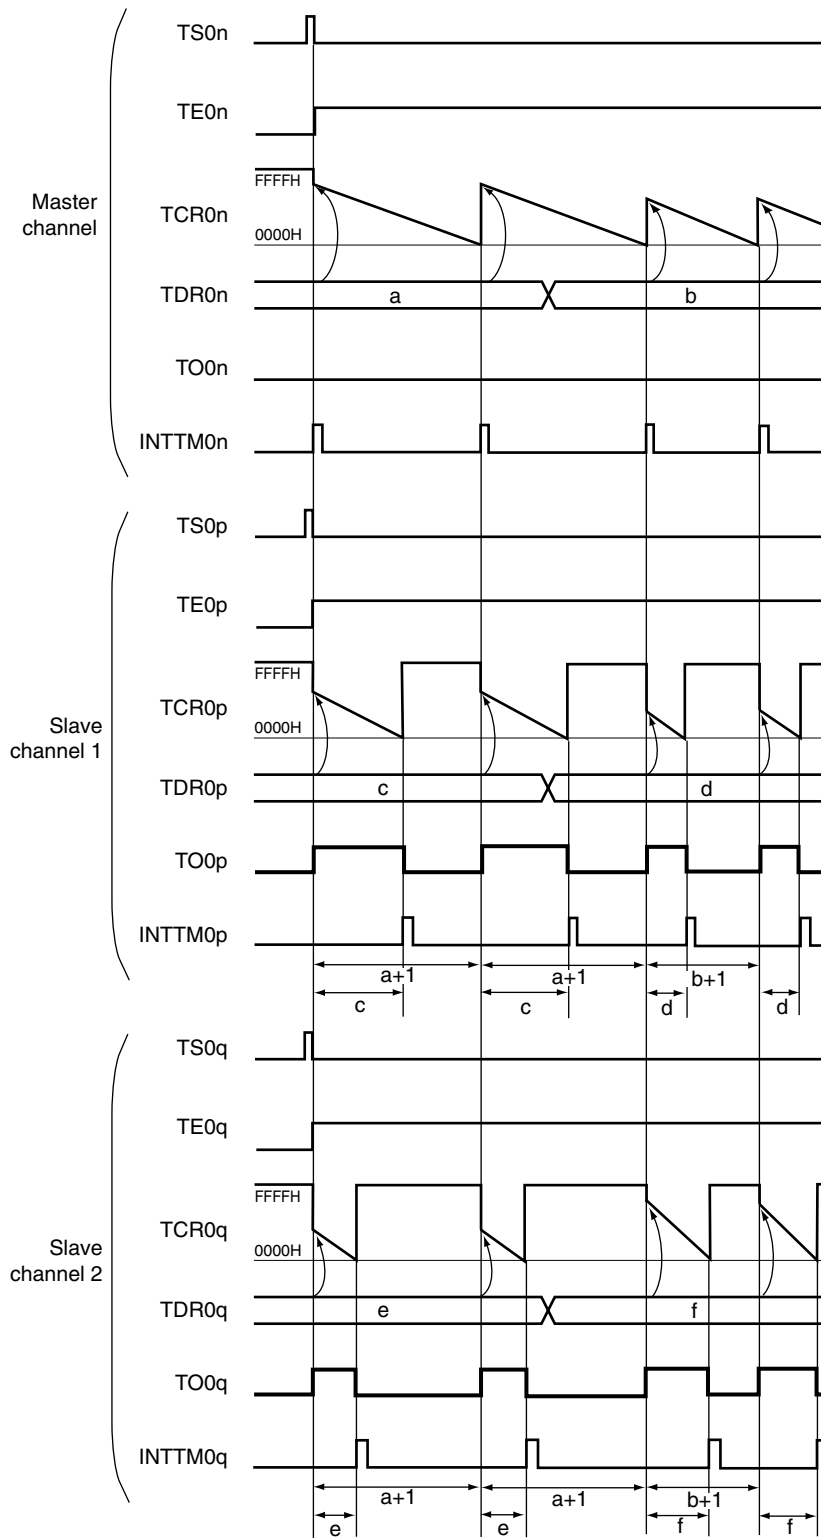 TS0n
TE0n
Master
channel
FFFFH
TCR0n
0000H
TDR0n
a
b
TO0n
INTTM0n
TS0p
TE0p
Slave
channel 1
FFFFH
TCR0p
0000H
TDR0p
c
d
TO0p
INTTM0p
a+1
a+1
b+1
c
c
d
d
TS0q
TE0q
Slave
channel 2
FFFFH
TCR0q
0000H
TDR0q
e
f
TO0q
INTTM0q
a+1
a+1
b+1
e
e
f
f